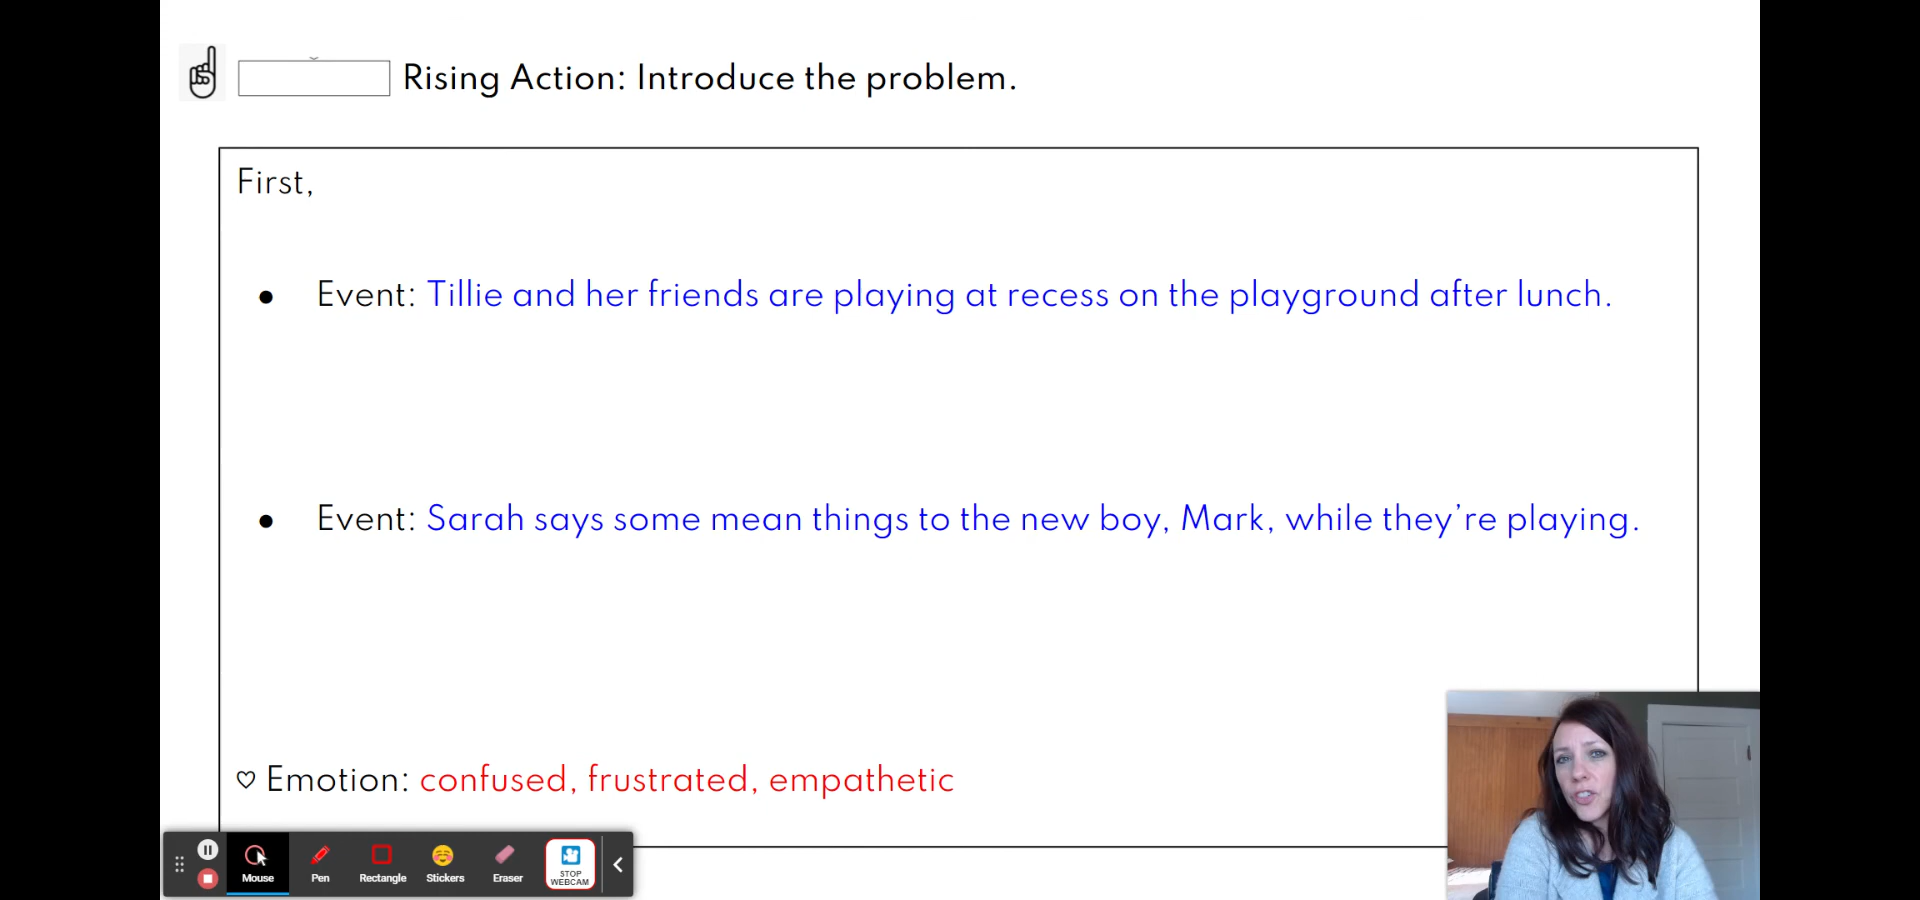 Rising Action: Introduce the problem.
First,
● Event: Tillie and her friends are playing at recess on the playground after lunch.
● Event: Sarah says some mean things to the new boy, Mark, while they're playing.
♡ Emotion: confused, frustrated, empathetic
Mouse Pen Rectangle Stickers Eraser STOP
WEBCAM